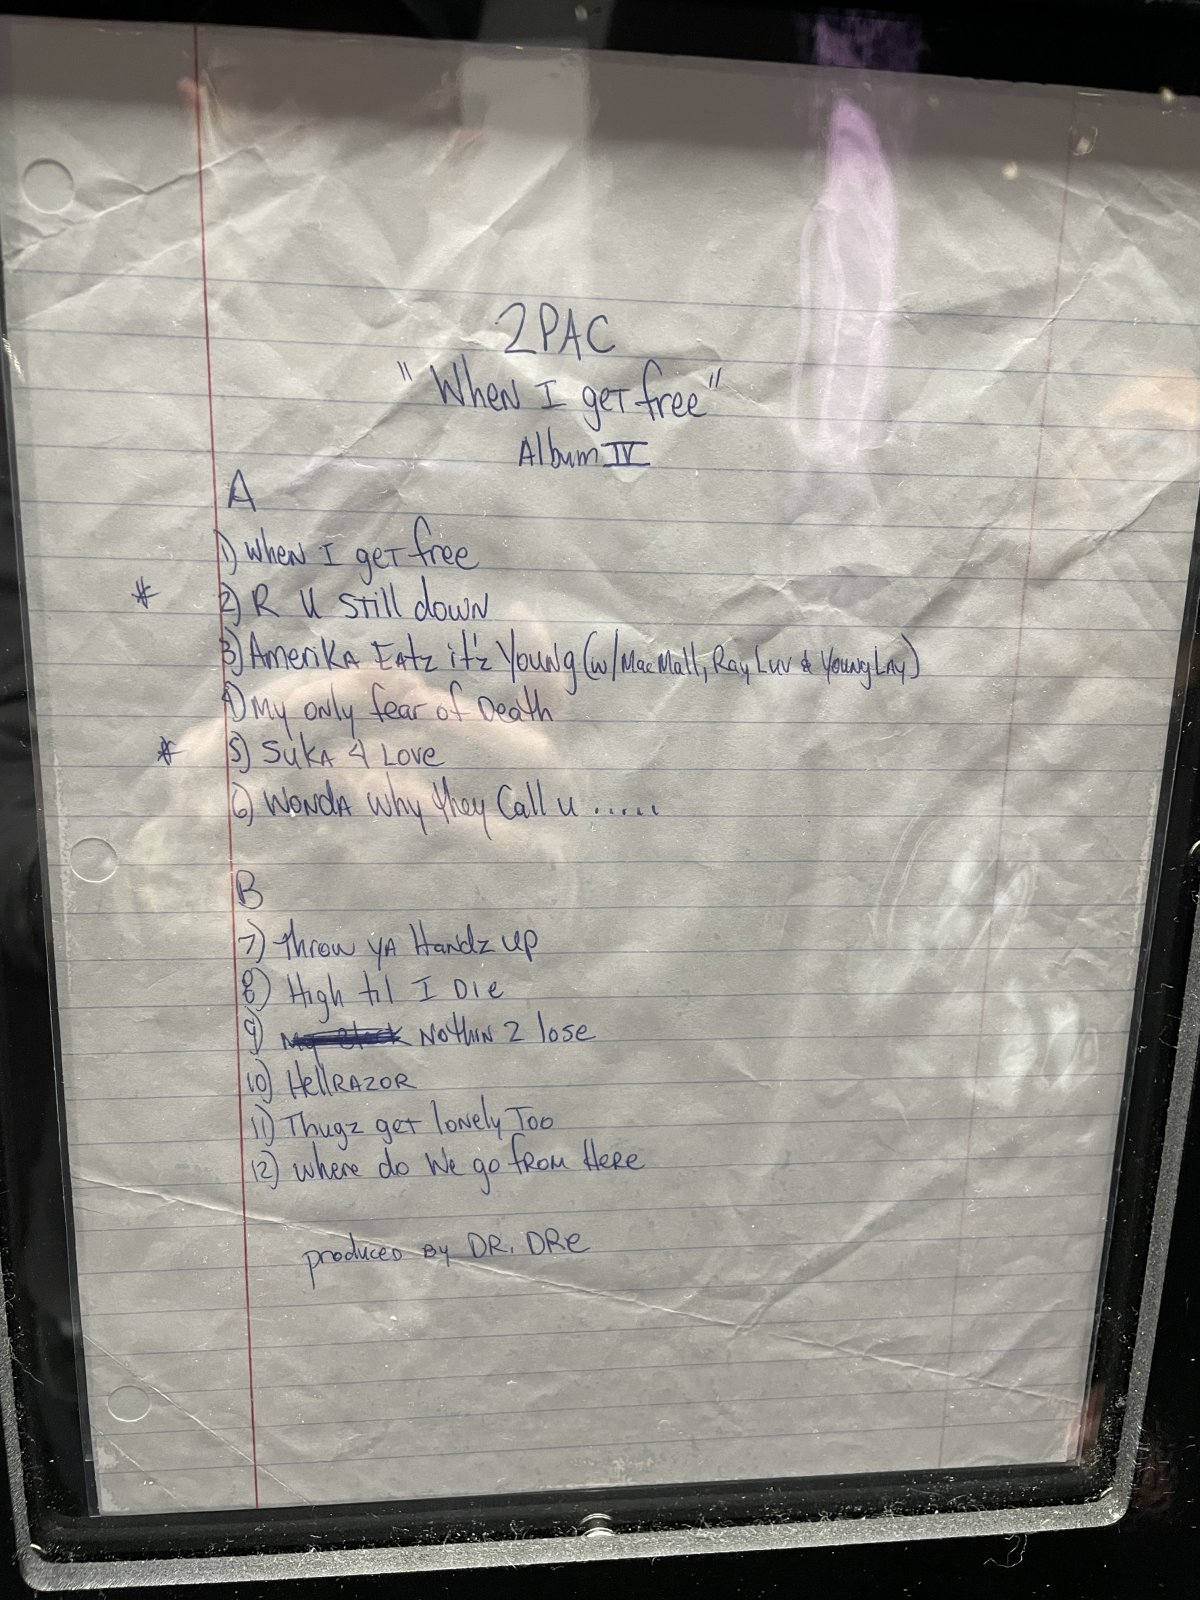 2PAC
"When I get free"
Album IV
A
1) When I get free
* 2) R U Still down
3) AmeriKA Eatz it'z Young (w/ Mac Mall, Ray Luv & Young Lay)
4) My only fear of Death
* 5) Suka 4 Love
6) Wonda Why they Call u .....
B
7) Throw YA Handz Up
8) High til I Die
9) Nothin 2 lose
10) HellRazor
11) Thugz get lonely Too
12) Where do We go from Here
produced By DR. DRe